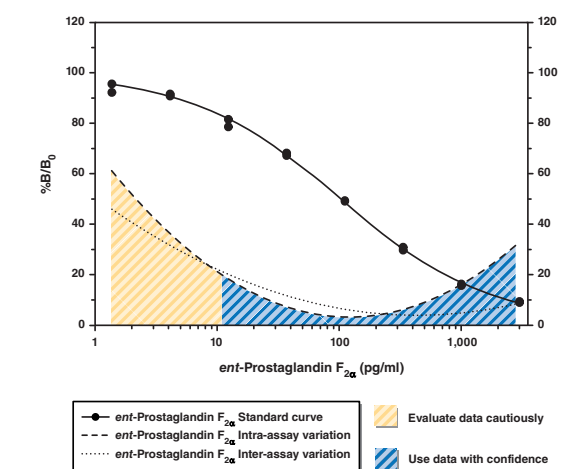 120 120
100 100
80 80
%B/B0
60 60
40 40
20 20
0 0
1 10 100 1,000
ent-Prostaglandin F2α (pg/ml)
ent-Prostaglandin F2α Standard curve
Evaluate data cautiously
ent-Prostaglandin F2α Intra-assay variation
ent-Prostaglandin F2α Inter-assay variation
Use data with confidence